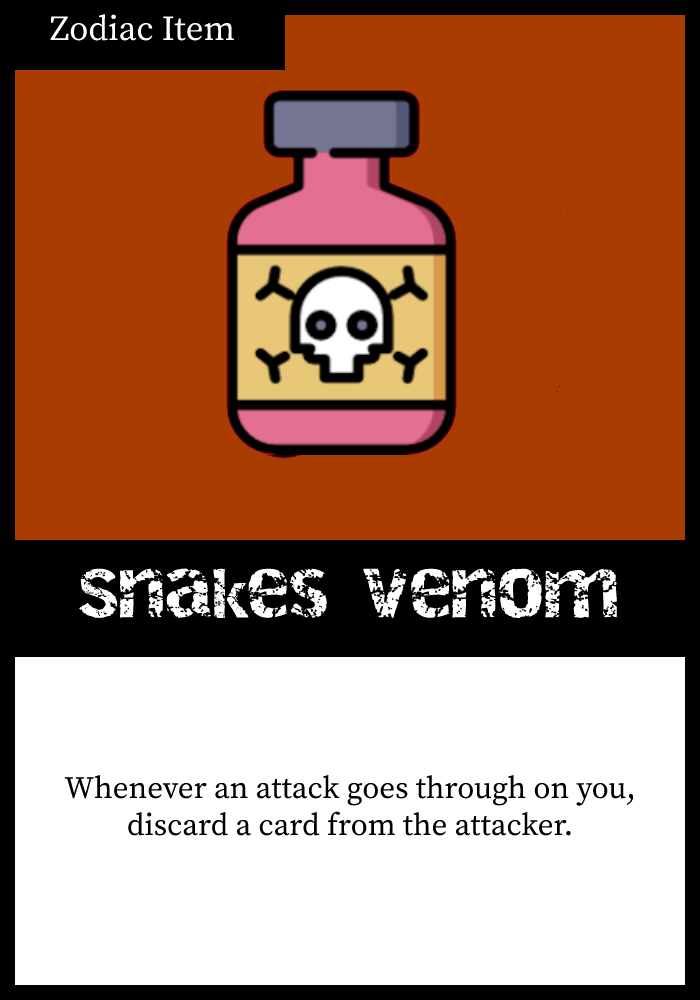 Zodiac Item
snakes venom
Whenever an attack goes through on you,
discard a card from the attacker.